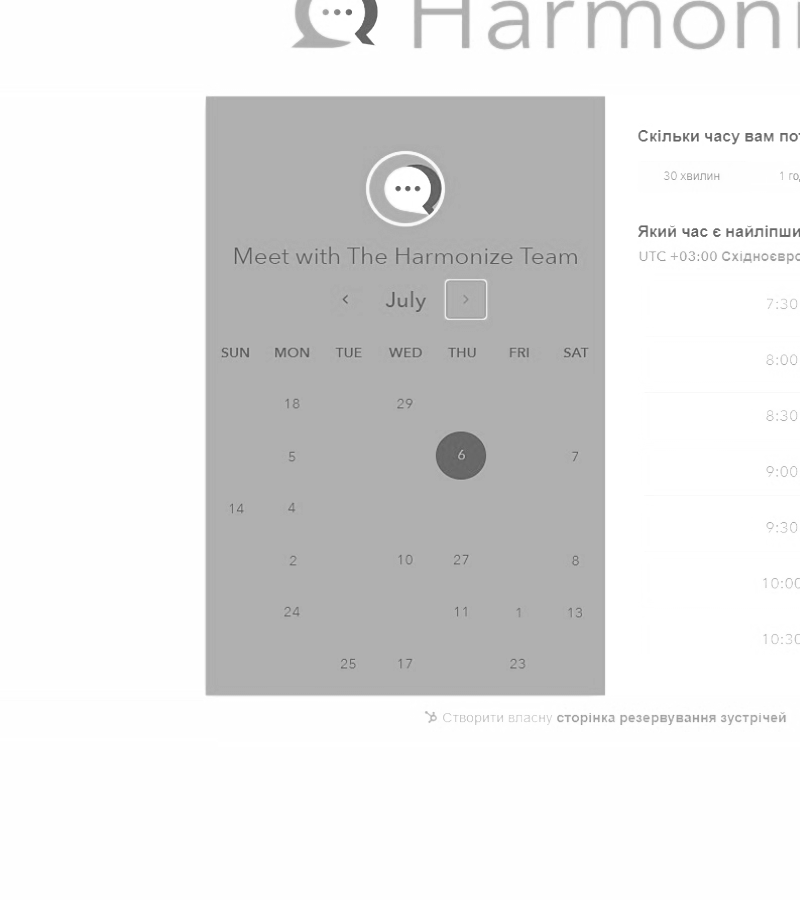 Harmoni
Скільки часу вам по
30 хвилин 1 го
Meet with The Harmonize Team
Який час є найліпши
UTC +03:00 Східноєвро
July
7:30
SUN MON TUE WED THU FRI SAT
8:00
18 29
8:30
5 6 7
9:00
14 4
9:30
2 10 27 8
10:00
24 11 1 13
10:30
25 17 23
Створити власну сторінка резервування зустрічей